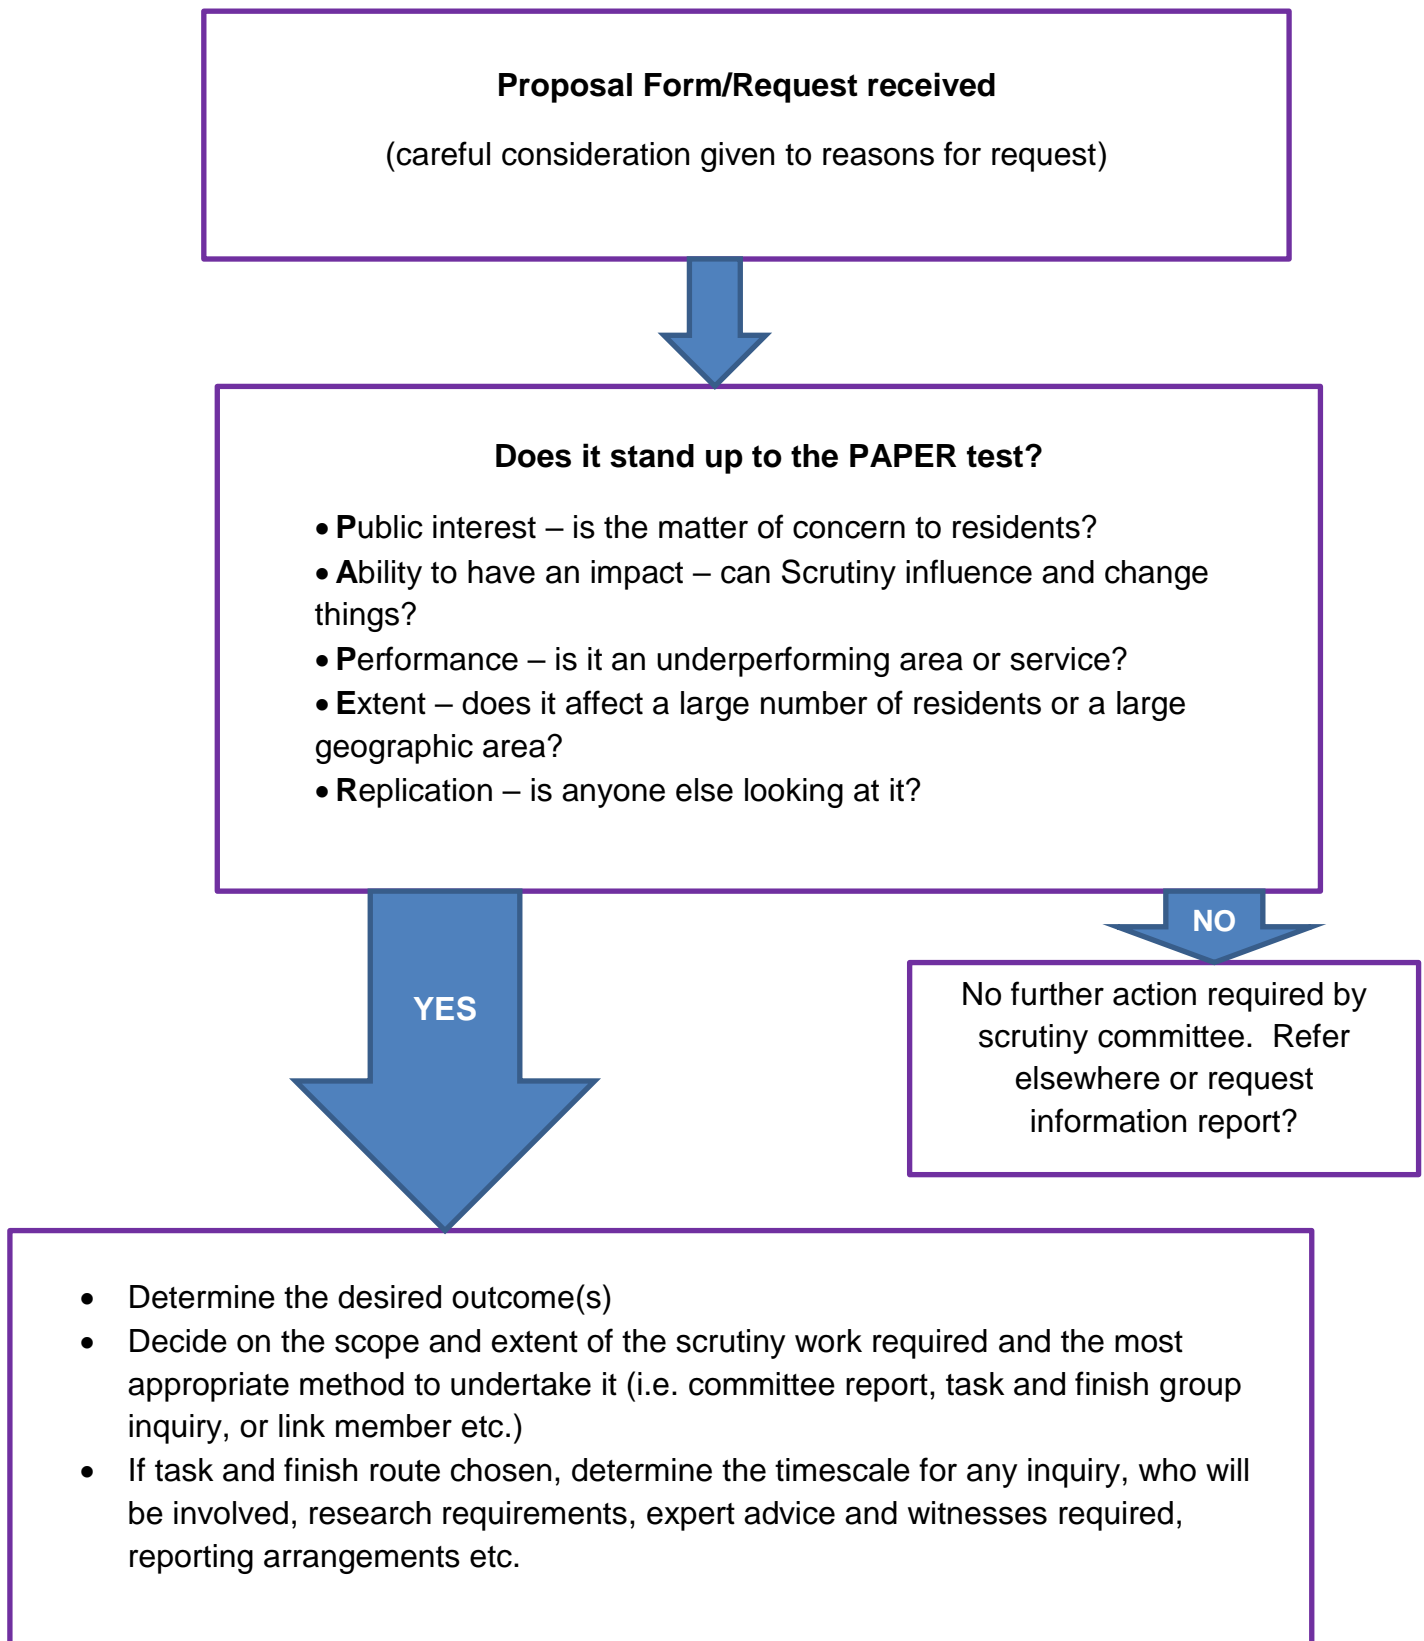 Proposal Form/Request received
(careful consideration given to reasons for request)
Does it stand up to the PAPER test?
• Public interest – is the matter of concern to residents?
• Ability to have an impact – can Scrutiny influence and change
things?
• Performance – is it an underperforming area or service?
• Extent – does it affect a large number of residents or a large
geographic area?
• Replication – is anyone else looking at it?
NO
No further action required by
scrutiny committee.  Refer
elsewhere or request
information report?
YES
• Determine the desired outcome(s)
• Decide on the scope and extent of the scrutiny work required and the most
appropriate method to undertake it (i.e. committee report, task and finish group
inquiry, or link member etc.)
• If task and finish route chosen, determine the timescale for any inquiry, who will
be involved, research requirements, expert advice and witnesses required,
reporting arrangements etc.